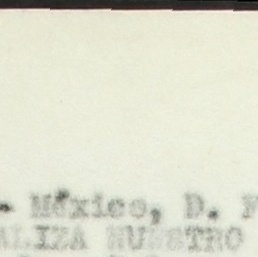 - México, D. F
ALIZA NUESTRO